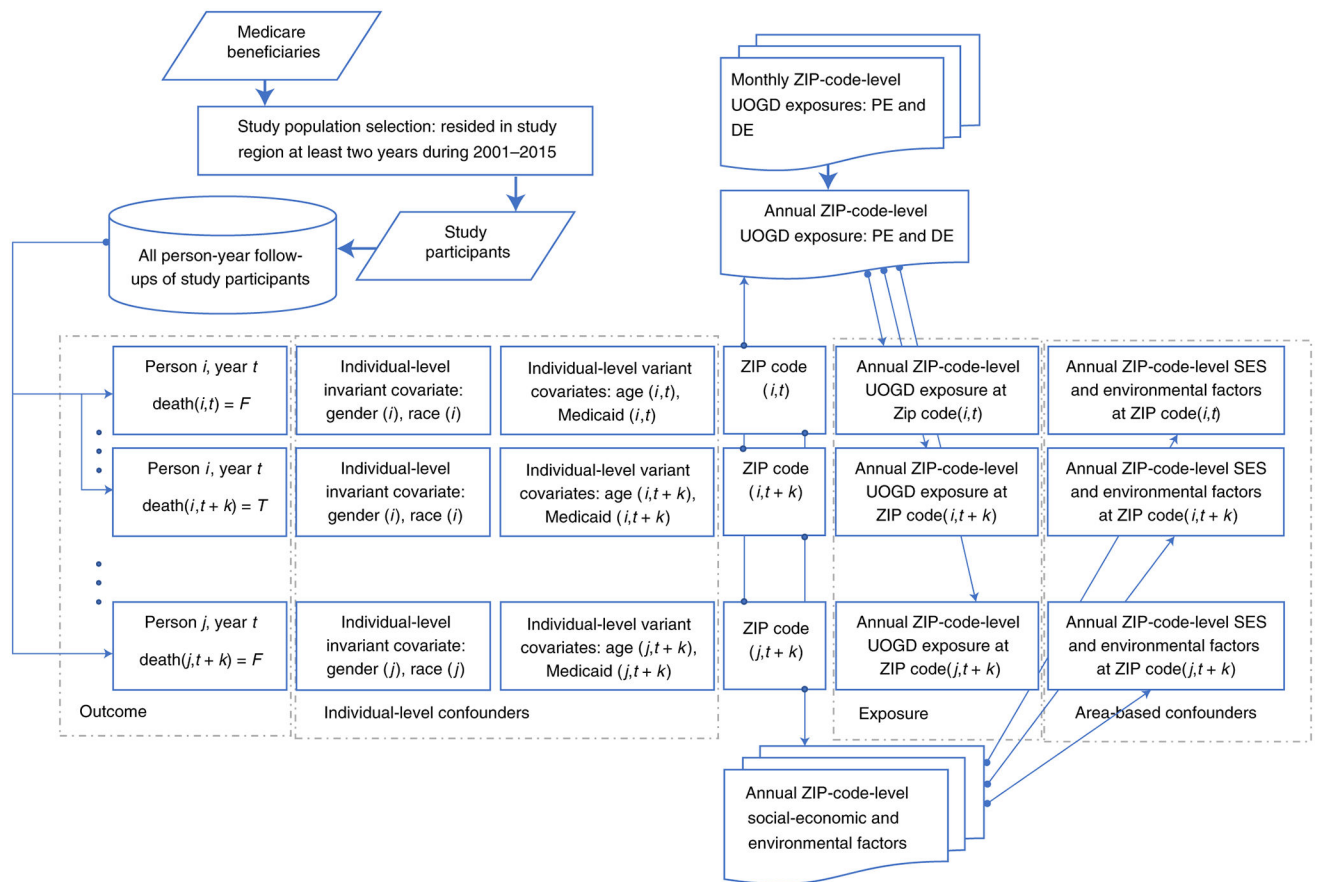 Medicare
beneficiaries
Study population selection: resided in study
region at least two years during 2001–2015
All person-year follow-
ups of study participants
Study
participants
Monthly ZIP-code-level
UOGD exposures: PE and
DE
Annual ZIP-code-level
UOGD exposure: PE and DE
Person i, year t
death(i,t) = F
Individual-level
invariant covariate:
gender (i), race (i)
Individual-level variant
covariates: age (i,t),
Medicaid (i,t)
ZIP code
(i,t)
Annual ZIP-code-level
UOGD exposure at
Zip code(i,t)
Annual ZIP-code-level SES
and environmental factors
at ZIP code(i,t)
Person i, year t
death(i,t + k) = T
Individual-level
invariant covariate:
gender (i), race (i)
Individual-level variant
covariates: age (i,t + k),
Medicaid (i,t + k)
ZIP code
(i,t + k)
Annual ZIP-code-level
UOGD exposure at
ZIP code(i,t + k)
Annual ZIP-code-level SES
and environmental factors
at ZIP code(i,t + k)
Person j, year t
death(j,t + k) = F
Individual-level
invariant covariate:
gender (j), race (j)
Individual-level variant
covariates: age (j,t + k),
Medicaid (j,t + k)
ZIP code
(j,t + k)
Annual ZIP-code-level
UOGD exposure at
ZIP code(j,t + k)
Annual ZIP-code-level SES
and environmental factors
at ZIP code(j,t + k)
Outcome
Individual-level confounders
Exposure
Area-based confounders
Annual ZIP-code-level
social-economic and
environmental factors